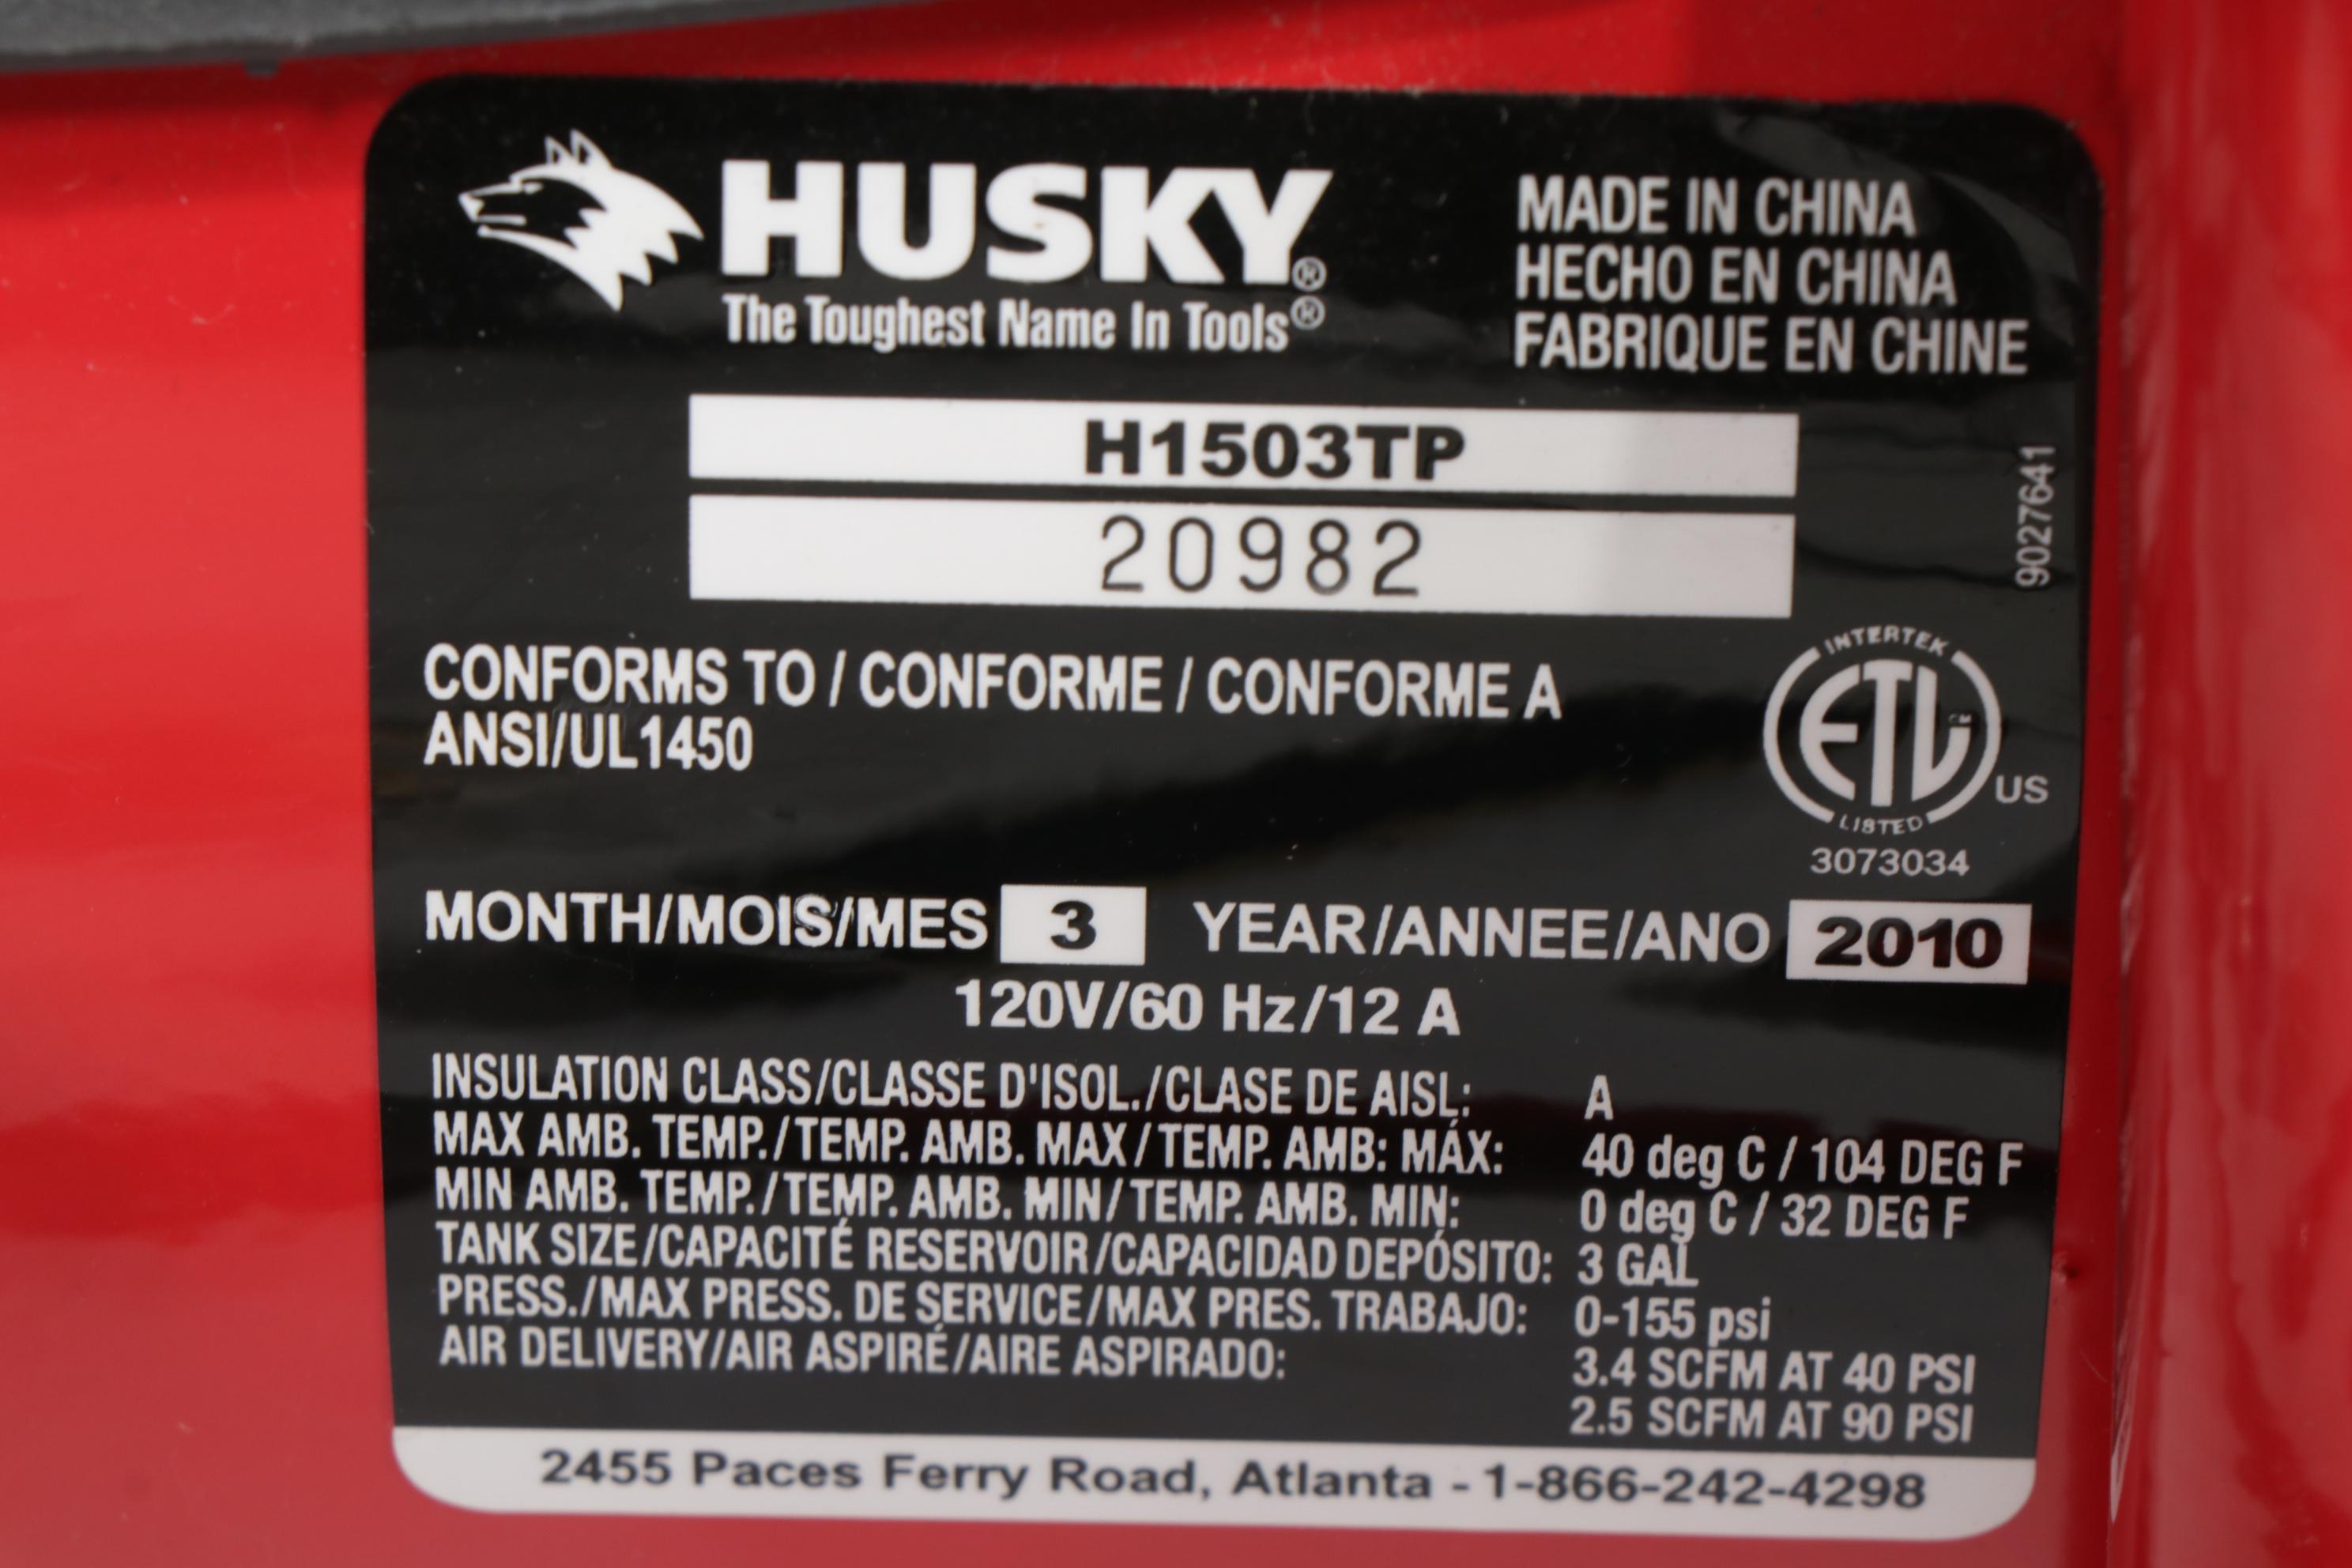 HUSKY®
The Toughest Name In Tools®
MADE IN CHINA
HECHO EN CHINA
FABRIQUE EN CHINE
H1503TP
20982
9027641
CONFORMS TO / CONFORME / CONFORME A
ANSI/UL1450
INTERTEK
ETL
US
LISTED
3073034
MONTH/MOIS/MES 3 YEAR/ANNEE/ANO 2010
120V/60 Hz/12 A
INSULATION CLASS/CLASSE D'ISOL./CLASE DE AISL: A
MAX AMB. TEMP./TEMP. AMB. MAX/TEMP. AMB: MÁX: 40 deg C / 104 DEG F
MIN AMB. TEMP./TEMP. AMB. MIN/TEMP. AMB. MIN: 0 deg C / 32 DEG F
TANK SIZE/CAPACITÉ RESERVOIR/CAPACIDAD DEPÓSITO: 3 GAL
PRESS./MAX PRESS. DE SERVICE/MAX PRES. TRABAJO: 0-155 psi
AIR DELIVERY/AIR ASPIRÉ/AIRE ASPIRADO: 3.4 SCFM AT 40 PSI
2.5 SCFM AT 90 PSI
2455 Paces Ferry Road, Atlanta - 1-866-242-4298